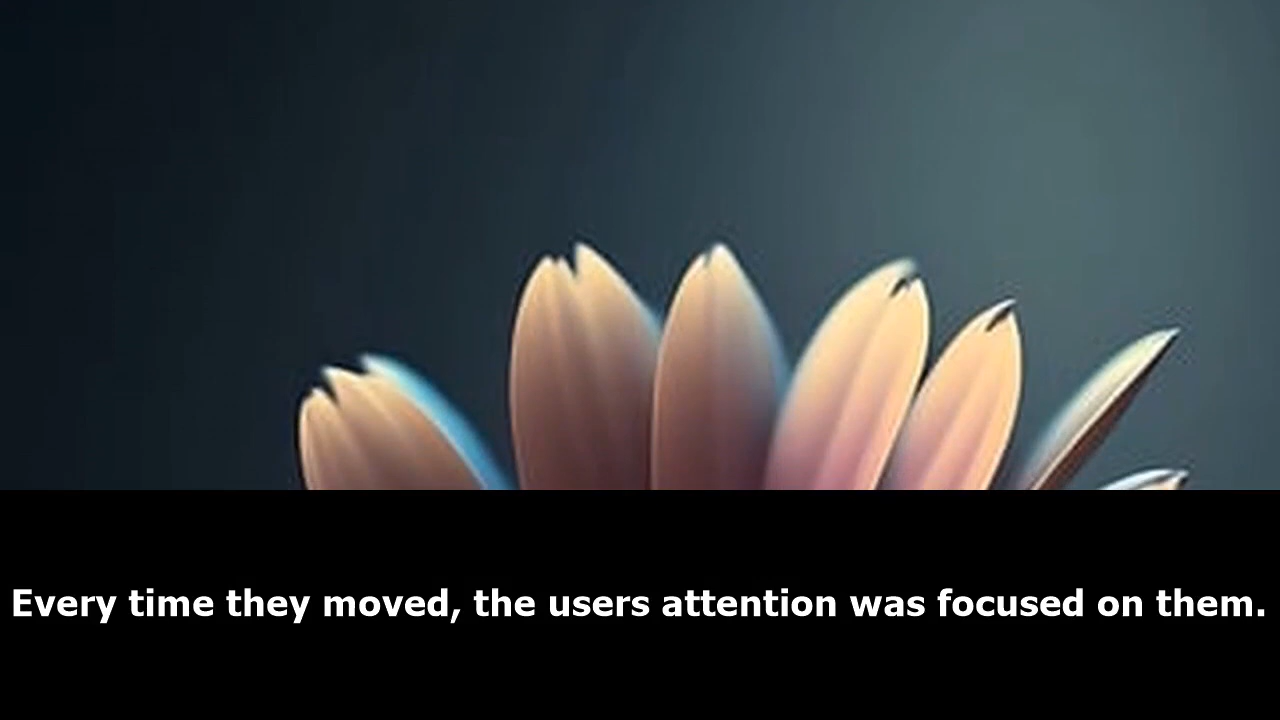 Every time they moved, the users attention was focused on them.